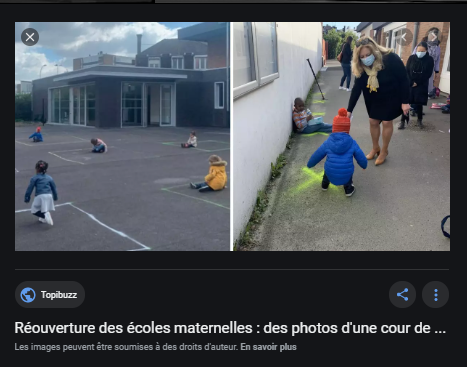 Topibuzz
Réouverture des écoles maternelles : des photos d'une cour de ...
Les images peuvent être soumises à des droits d'auteur. En savoir plus